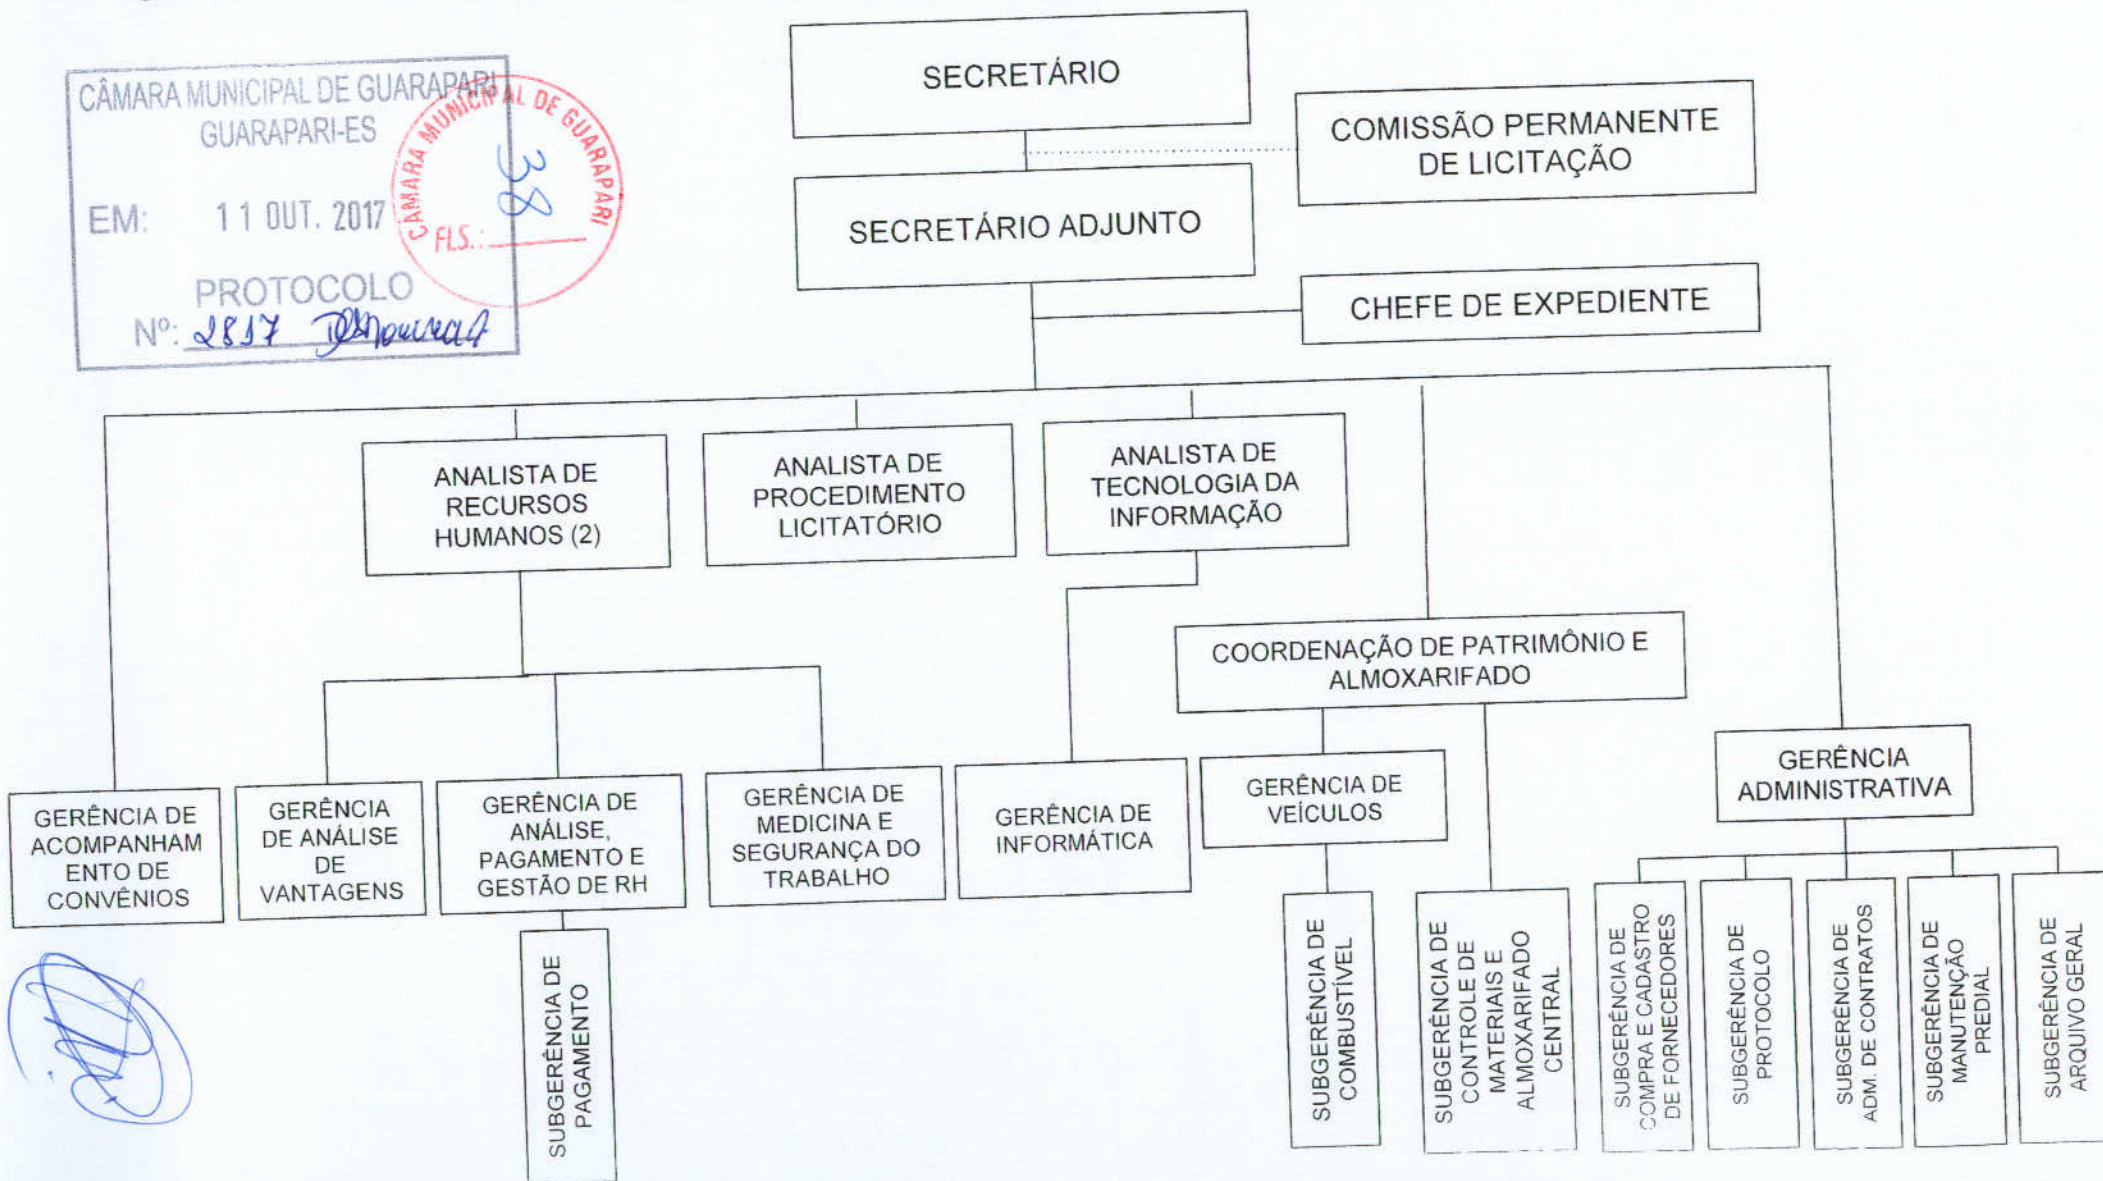 CÂMARA MUNICIPAL DE GUARAPARI
GUARAPARI-ES
EM: 11 OUT. 2017
PROTOCOLO
Nº: 2817
CÂMARA MUNICIPAL DE GUARAPARI
38
FLS.:
SECRETÁRIO
COMISSÃO PERMANENTE
DE LICITAÇÃO
SECRETÁRIO ADJUNTO
CHEFE DE EXPEDIENTE
ANALISTA DE
RECURSOS
HUMANOS (2)
ANALISTA DE
PROCEDIMENTO
LICITATÓRIO
ANALISTA DE
TECNOLOGIA DA
INFORMAÇÃO
COORDENAÇÃO DE PATRIMÔNIO E
ALMOXARIFADO
GERÊNCIA
ADMINISTRATIVA
GERÊNCIA DE
ACOMPANHAM
ENTO DE
CONVÊNIOS
GERÊNCIA
DE ANÁLISE
DE
VANTAGENS
GERÊNCIA DE
ANÁLISE,
PAGAMENTO E
GESTÃO DE RH
GERÊNCIA DE
MEDICINA E
SEGURANÇA DO
TRABALHO
GERÊNCIA DE
INFORMÁTICA
GERÊNCIA DE
VEÍCULOS
SUBGERÊNCIA DE
PAGAMENTO
SUBGERÊNCIA DE
COMBUSTÍVEL
SUBGERÊNCIA DE
CONTROLE DE
MATERIAIS E
ALMOXARIFADO
CENTRAL
SUBGERÊNCIA DE
COMPRA E CADASTRO
DE FORNECEDORES
SUBGERÊNCIA DE
PROTOCOLO
SUBGERÊNCIA DE
ADM. DE CONTRATOS
SUBGERÊNCIA DE
MANUTENÇÃO
PREDIAL
SUBGERÊNCIA DE
ARQUIVO GERAL